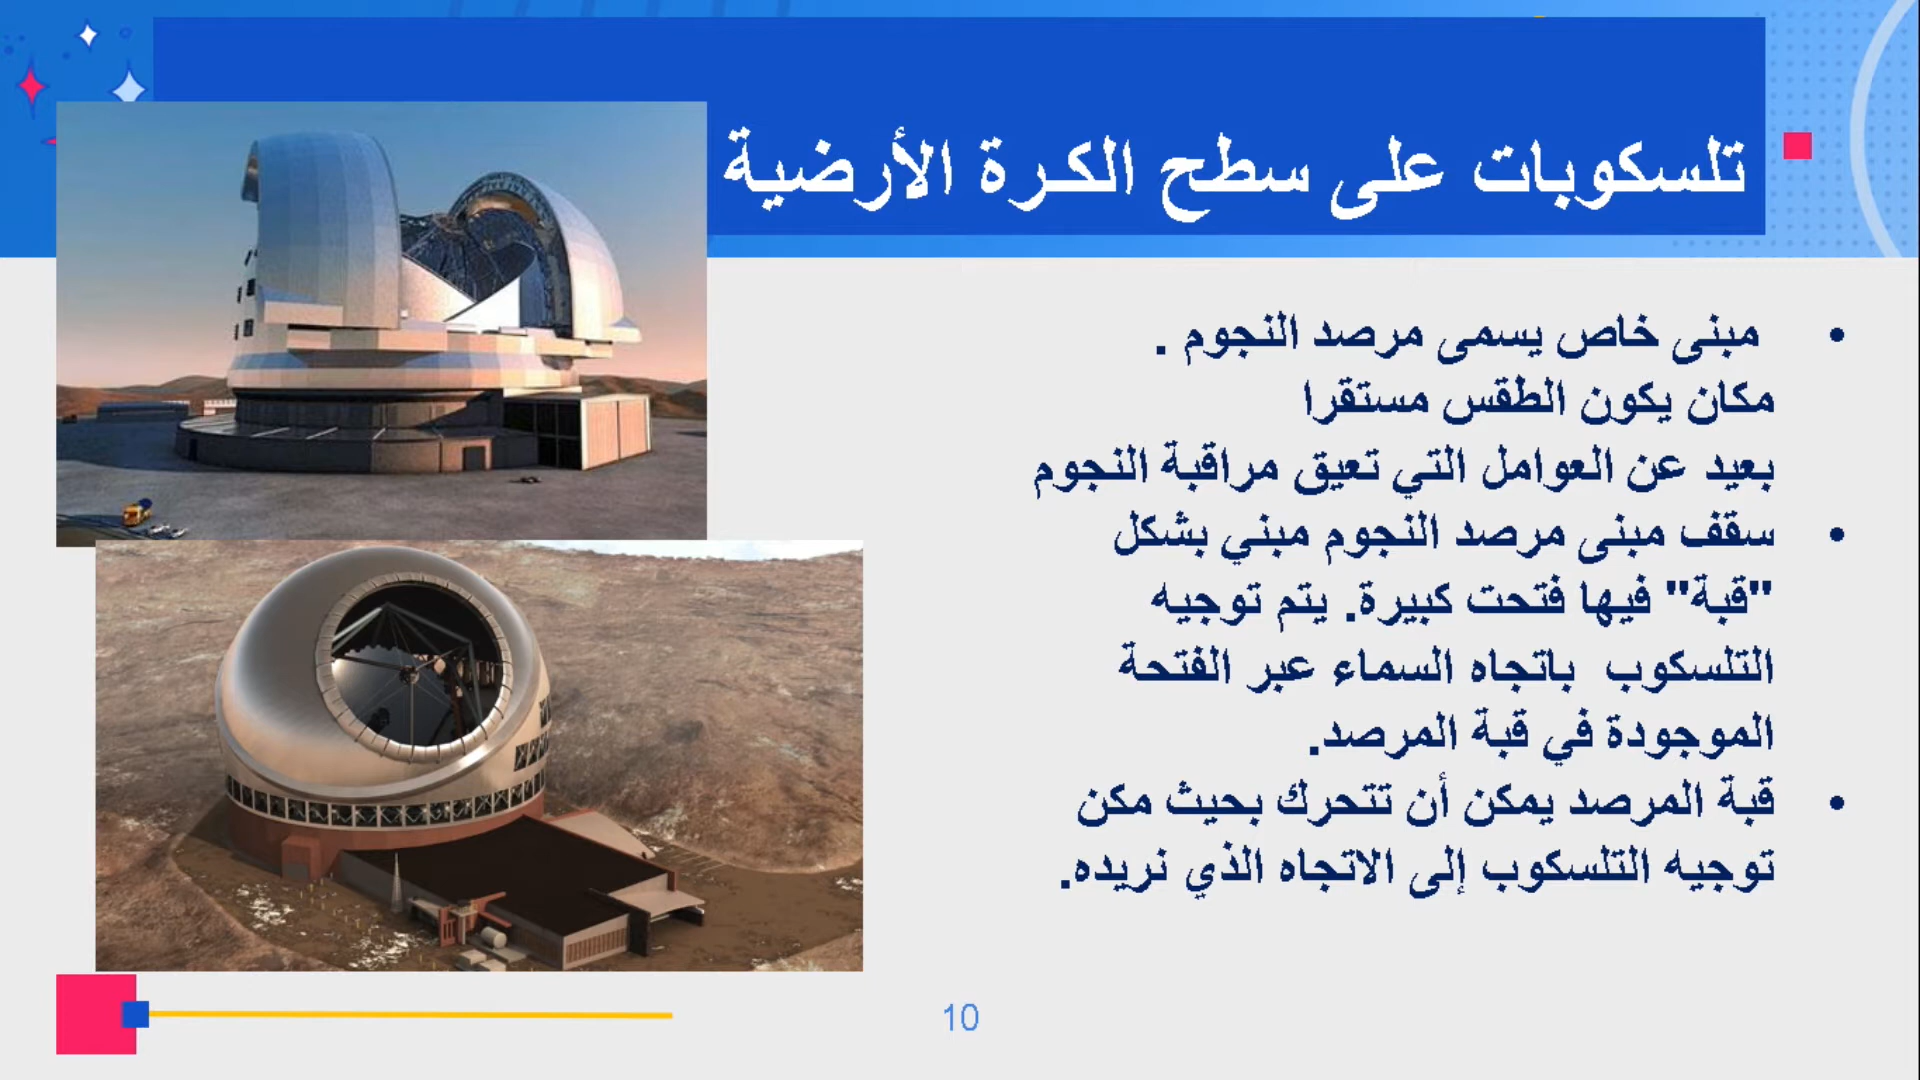 تلسكوبات على سطح الكرة الأرضية
• مبنى خاص يسمى مرصد النجوم .
مكان يكون الطقس مستقرا
بعيد عن العوامل التي تعيق مراقبة النجوم
• سقف مبنى مرصد النجوم مبني بشكل
"قبة" فيها فتحت كبيرة. يتم توجيه
التلسكوب باتجاه السماء عبر الفتحة
الموجودة في قبة المرصد.
• قبة المرصد يمكن أن تتحرك بحيث مكن
توجيه التلسكوب إلى الاتجاه الذي نريده.
10